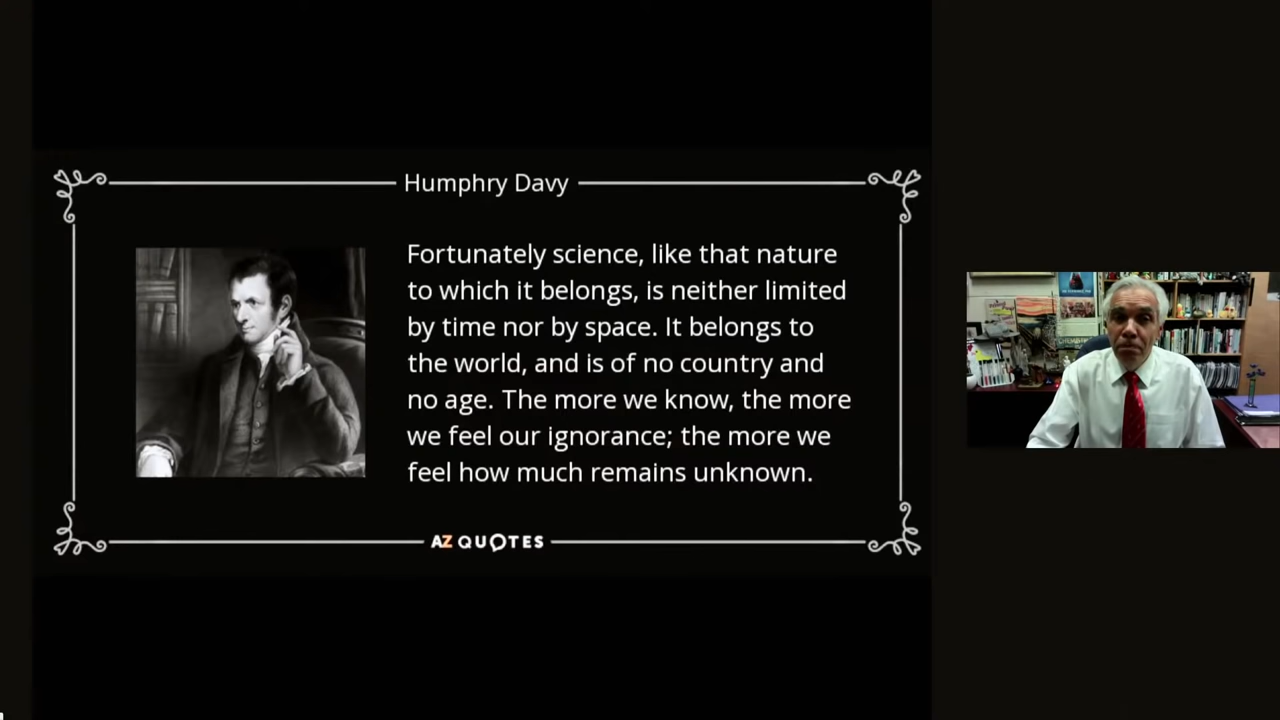 Humphry Davy
Fortunately science, like that nature
to which it belongs, is neither limited
by time nor by space. It belongs to
the world, and is of no country and
no age. The more we know, the more
we feel our ignorance; the more we
feel how much remains unknown.
AZ QUOTES